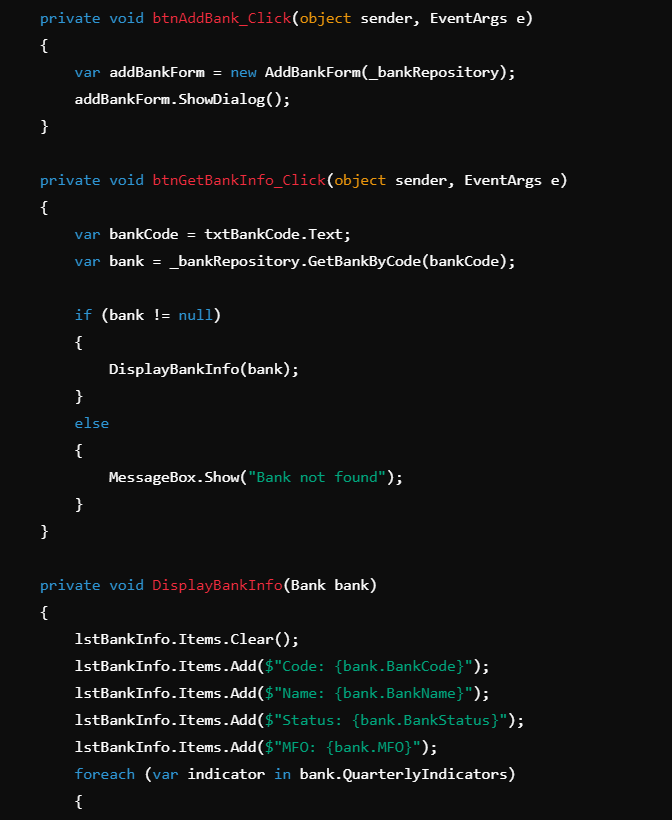 private void btnAddBank_Click(object sender, EventArgs e)
{
    var addBankForm = new AddBankForm(_bankRepository);
    addBankForm.ShowDialog();
}

private void btnGetBankInfo_Click(object sender, EventArgs e)
{
    var bankCode = txtBankCode.Text;
    var bank = _bankRepository.GetBankByCode(bankCode);

    if (bank != null)
    {
        DisplayBankInfo(bank);
    }
    else
    {
        MessageBox.Show("Bank not found");
    }
}

private void DisplayBankInfo(Bank bank)
{
    lstBankInfo.Items.Clear();
    lstBankInfo.Items.Add($"Code: {bank.BankCode}");
    lstBankInfo.Items.Add($"Name: {bank.BankName}");
    lstBankInfo.Items.Add($"Status: {bank.BankStatus}");
    lstBankInfo.Items.Add($"MFO: {bank.MFO}");
    foreach (var indicator in bank.QuarterlyIndicators)
    {